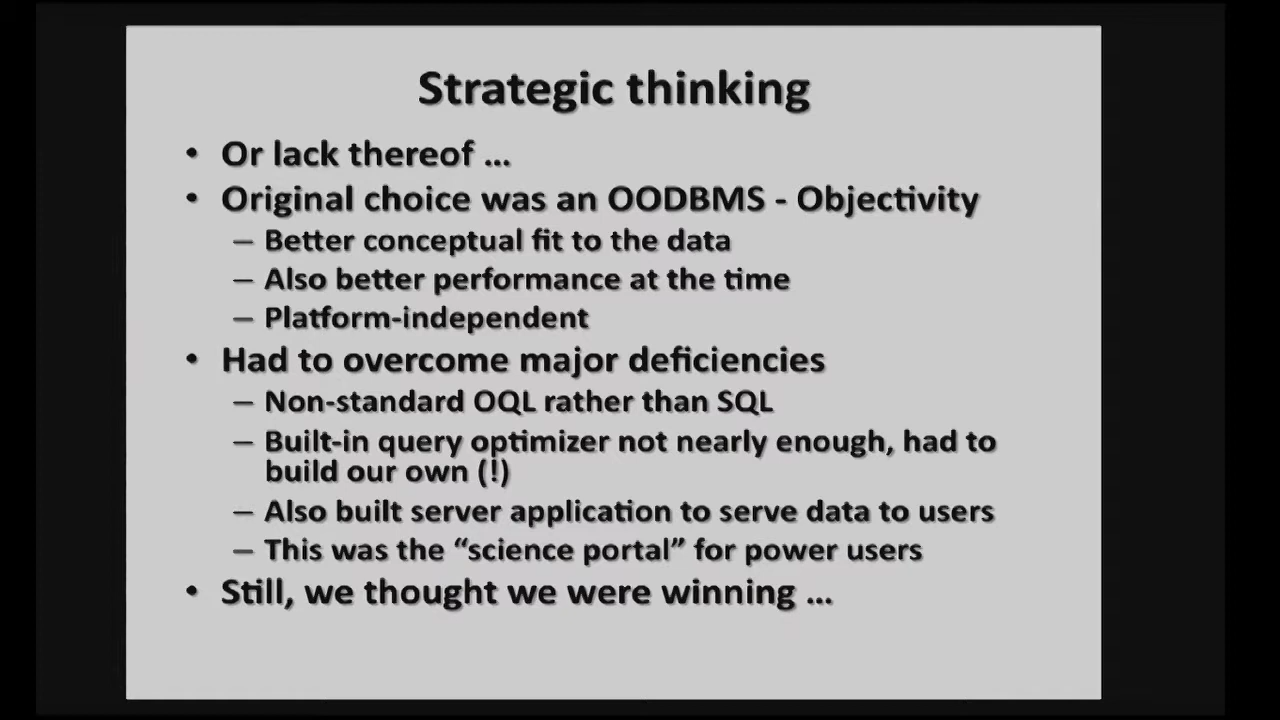 Strategic thinking
• Or lack thereof ...
• Original choice was an OODBMS - Objectivity
– Better conceptual fit to the data
– Also better performance at the time
– Platform-independent
• Had to overcome major deficiencies
– Non-standard OQL rather than SQL
– Built-in query optimizer not nearly enough, had to
build our own (!)
– Also built server application to serve data to users
– This was the “science portal” for power users
• Still, we thought we were winning ...